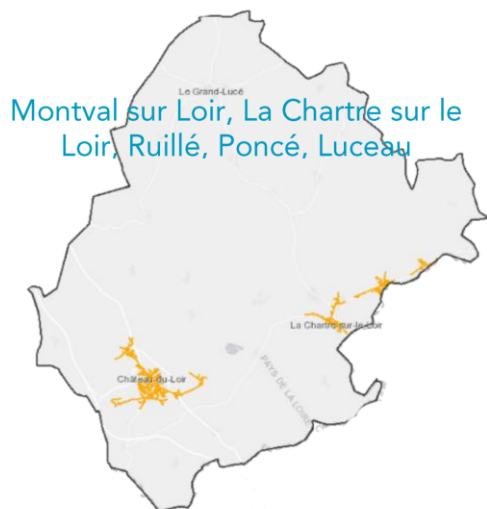 Le Grand-Lucé
Montval sur Loir, La Chartre sur le
Loir, Ruillé, Poncé, Luceau
La Chartre-sur-le-Loir
Château-du-Loir
PAYS DE LA LOIRE